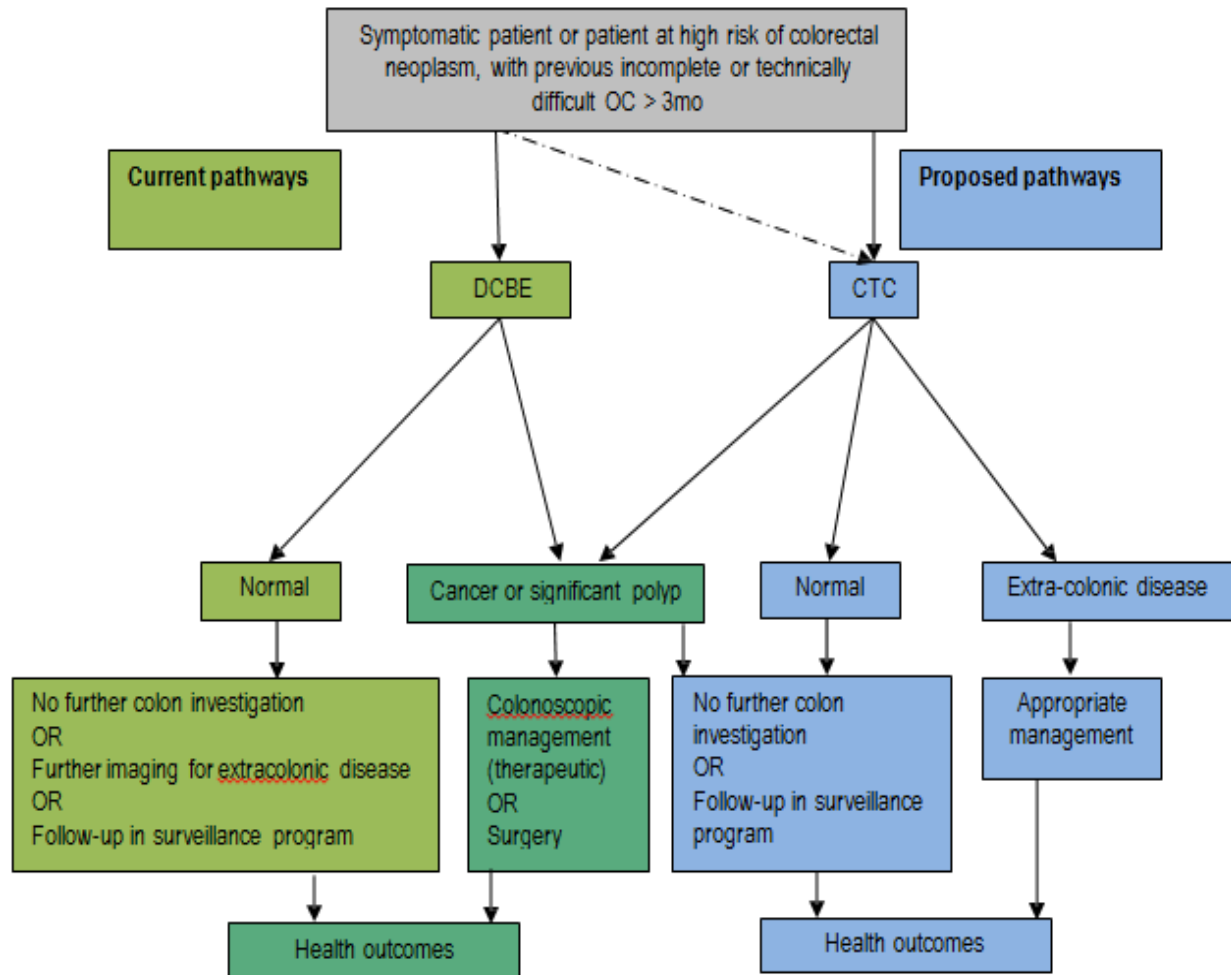 Symptomatic patient or patient at high risk of colorectal
neoplasm, with previous incomplete or technically
difficult OC > 3mo
Current pathways
Proposed pathways
DCBE
CTC
Normal
Cancer or significant polyp
Normal
Extra-colonic disease
No further colon investigation
OR
Further imaging for extracolonic disease
OR
Follow-up in surveillance program
Colonoscopic
management
(therapeutic)
OR
Surgery
No further colon
investigation
OR
Follow-up in surveillance
program
Appropriate
management
Health outcomes
Health outcomes